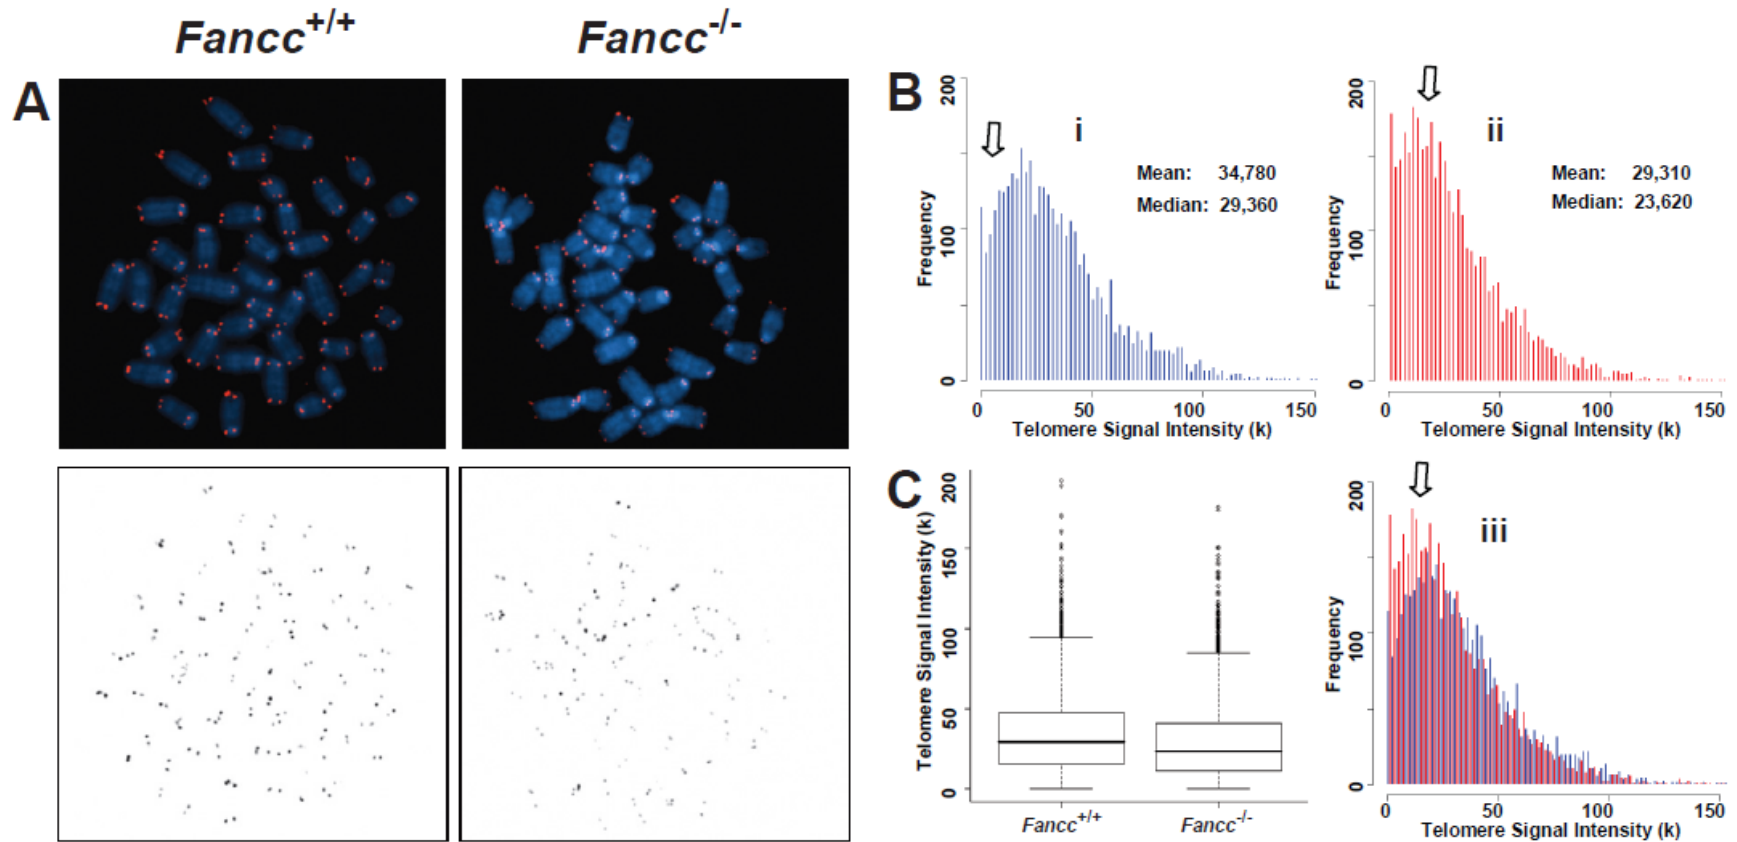 Fancc+/+
Fancc-/-
A
B
i
Mean: 34,780
Median: 29,360
Frequency
0
100
200
0
50
100
150
Telomere Signal Intensity (k)
ii
Mean: 29,310
Median: 23,620
Frequency
0
100
200
0
50
100
150
Telomere Signal Intensity (k)
C
Telomere Signal Intensity (k)
0
50
100
150
200
Fancc+/+
Fancc-/-
iii
Frequency
0
100
200
0
50
100
150
Telomere Signal Intensity (k)